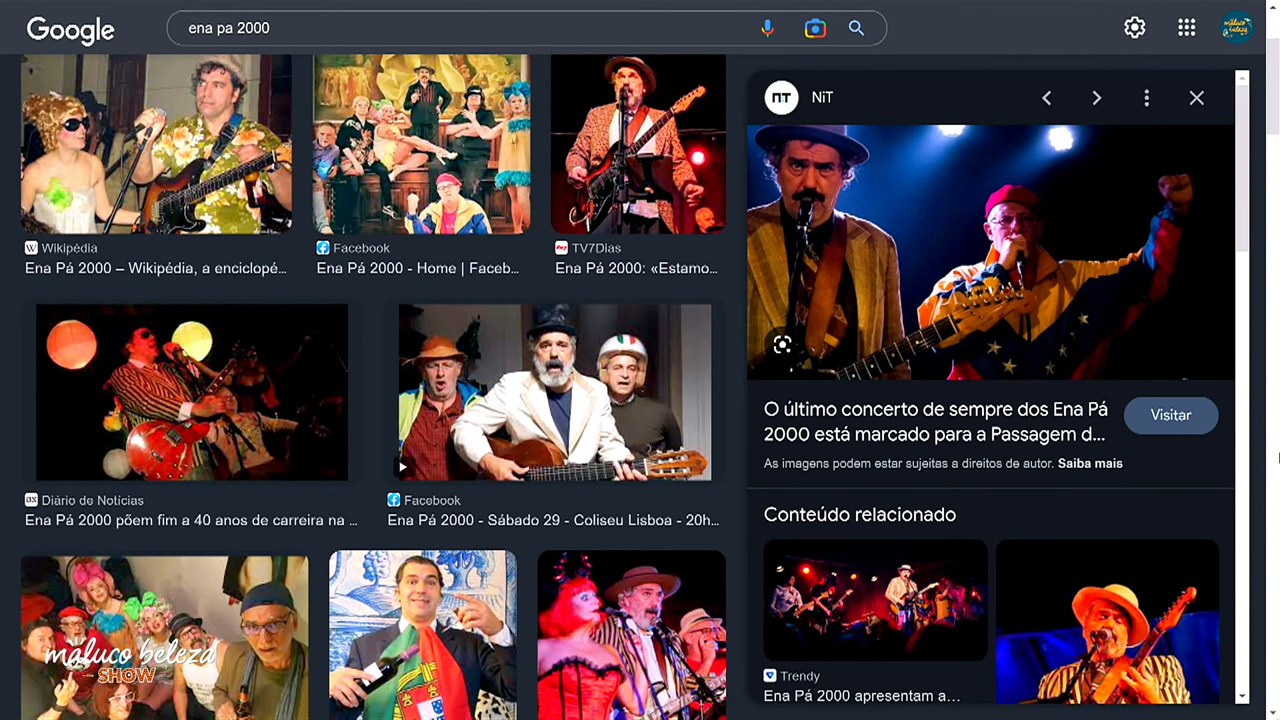 Google
ena pa 2000
maluco beleza
NiT
NiT
W Wikipédia
Facebook
TV7Dias
Ena Pá 2000 – Wikipédia, a enciclopé...
Ena Pá 2000 - Home | Faceb...
Ena Pá 2000: «Estamo...
O último concerto de sempre dos Ena Pá
2000 está marcado para a Passagem d...
Visitar
As imagens podem estar sujeitas a direitos de autor. Saiba mais
Diário de Notícias
Facebook
Ena Pá 2000 põem fim a 40 anos de carreira na ...
Ena Pá 2000 - Sábado 29 - Coliseu Lisboa - 20h...
Conteúdo relacionado
maluco beleza
SHOW
Trendy
Ena Pá 2000 apresentam a...